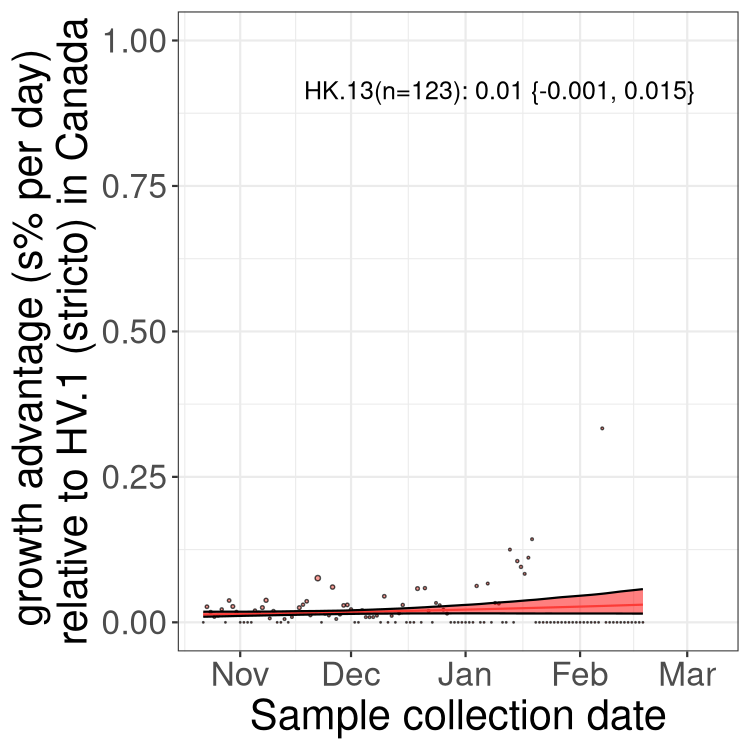 growth advantage (s% per day)
relative to HV.1 (stricto) in Canada
1.00
0.75
0.50
0.25
0.00
HK.13(n=123): 0.01 {-0.001, 0.015}
Nov Dec Jan Feb Mar
Sample collection date